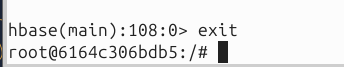 hbase(main):108:0> exit
root@6164c306bdb5:/#